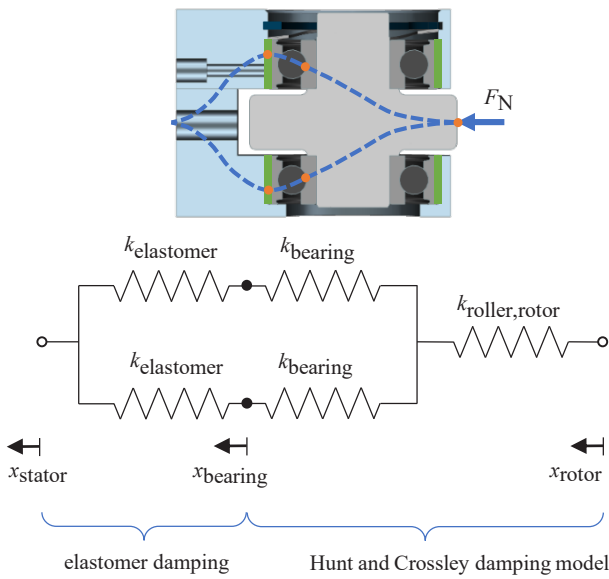 F_N
k_elastomer
k_bearing
k_roller,rotor
k_elastomer
k_bearing
x_stator
x_bearing
x_rotor
elastomer damping
Hunt and Crossley damping model